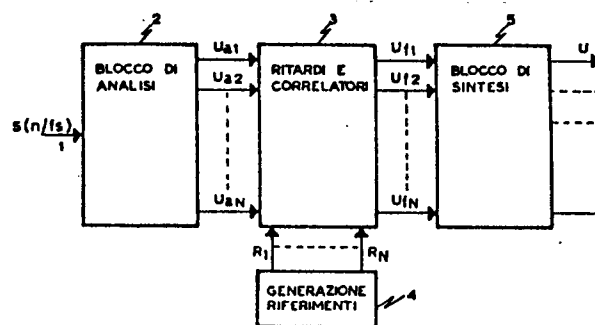 2
3
5
BLOCCO DI
ANALISI
Ua1
Ua2
UaN
RITARDI E
CORRELATORI
Uf1
Uf2
UfN
BLOCCO DI
SINTESI
U
s(n/fs)
1
R1
RN
GENERAZIONE
RIFERIMENTI
4